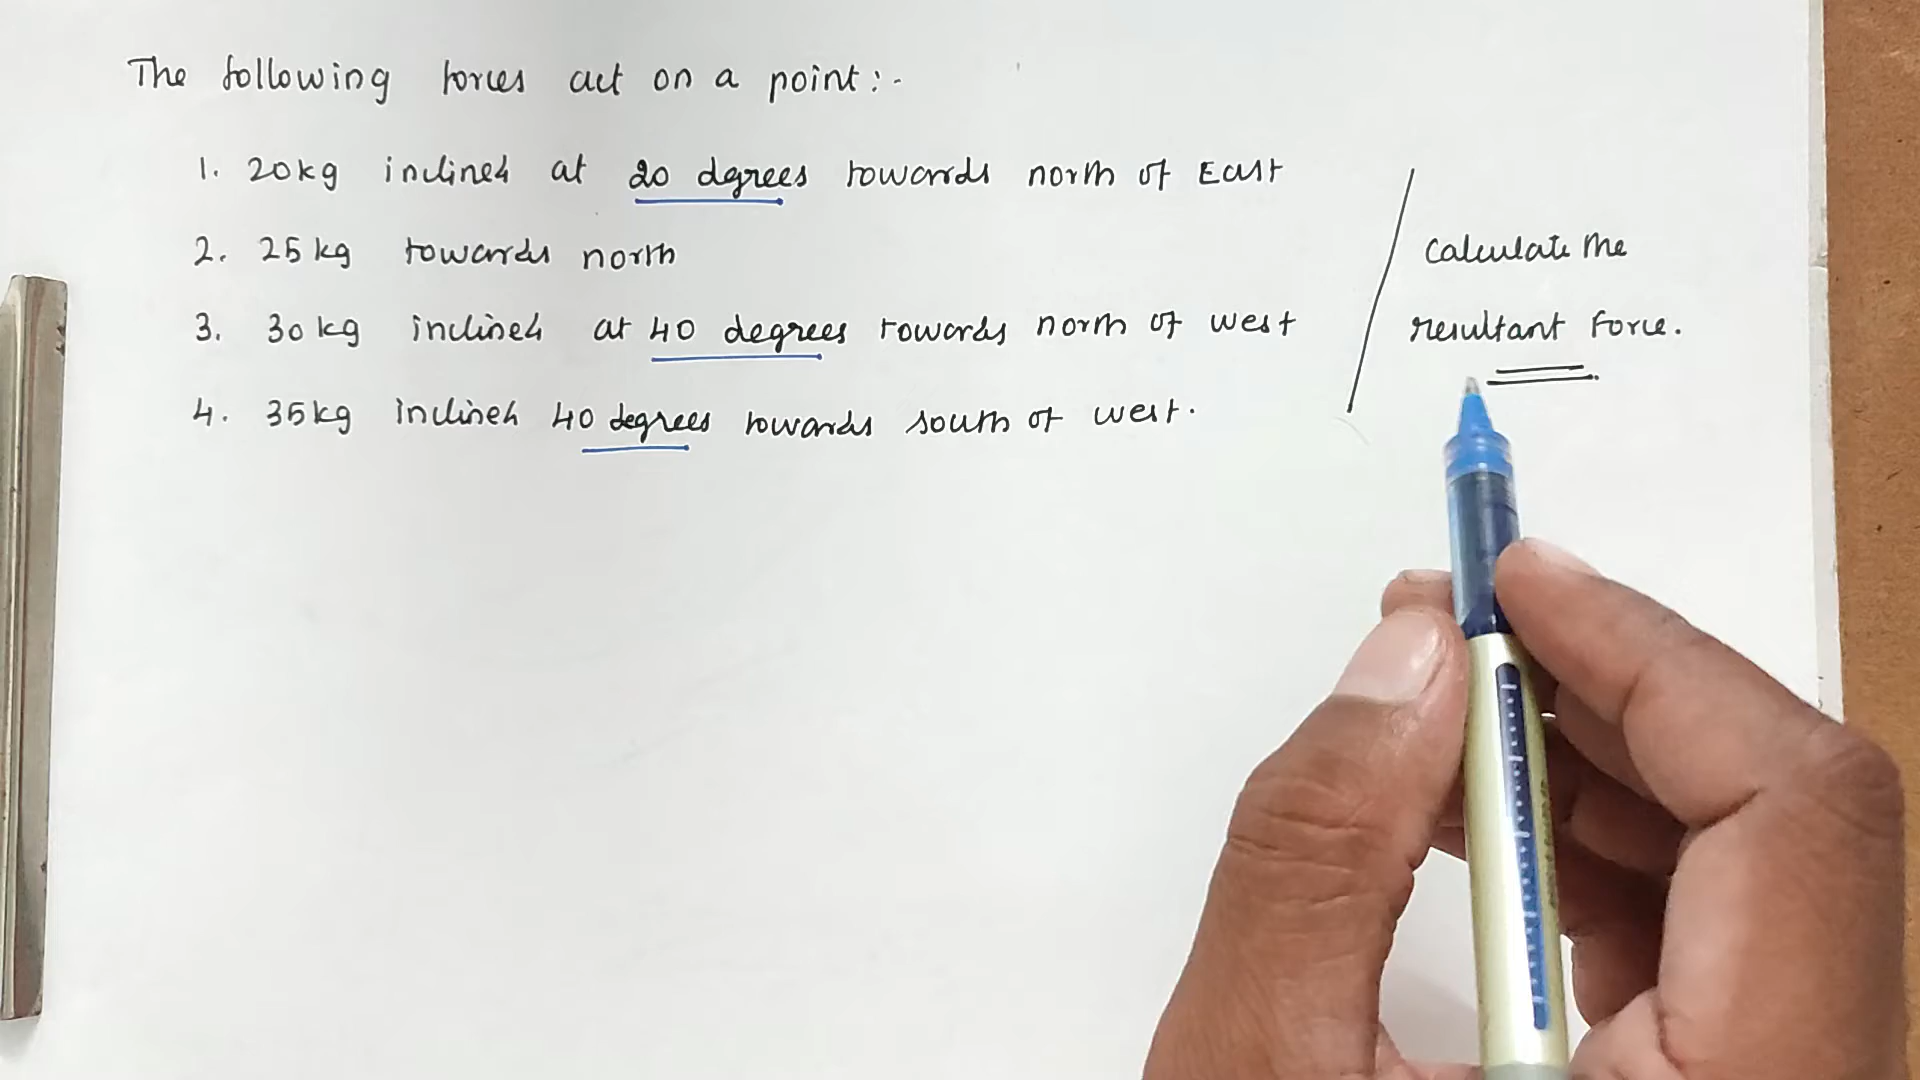 The following forces act on a point:-
1. 20kg inclined at 20 degrees towards north of East
2. 25kg towards north
3. 30kg inclined at 40 degrees towards north of west
4. 35kg inclined 40 degrees towards south of west.
Calculate the
resultant Force.